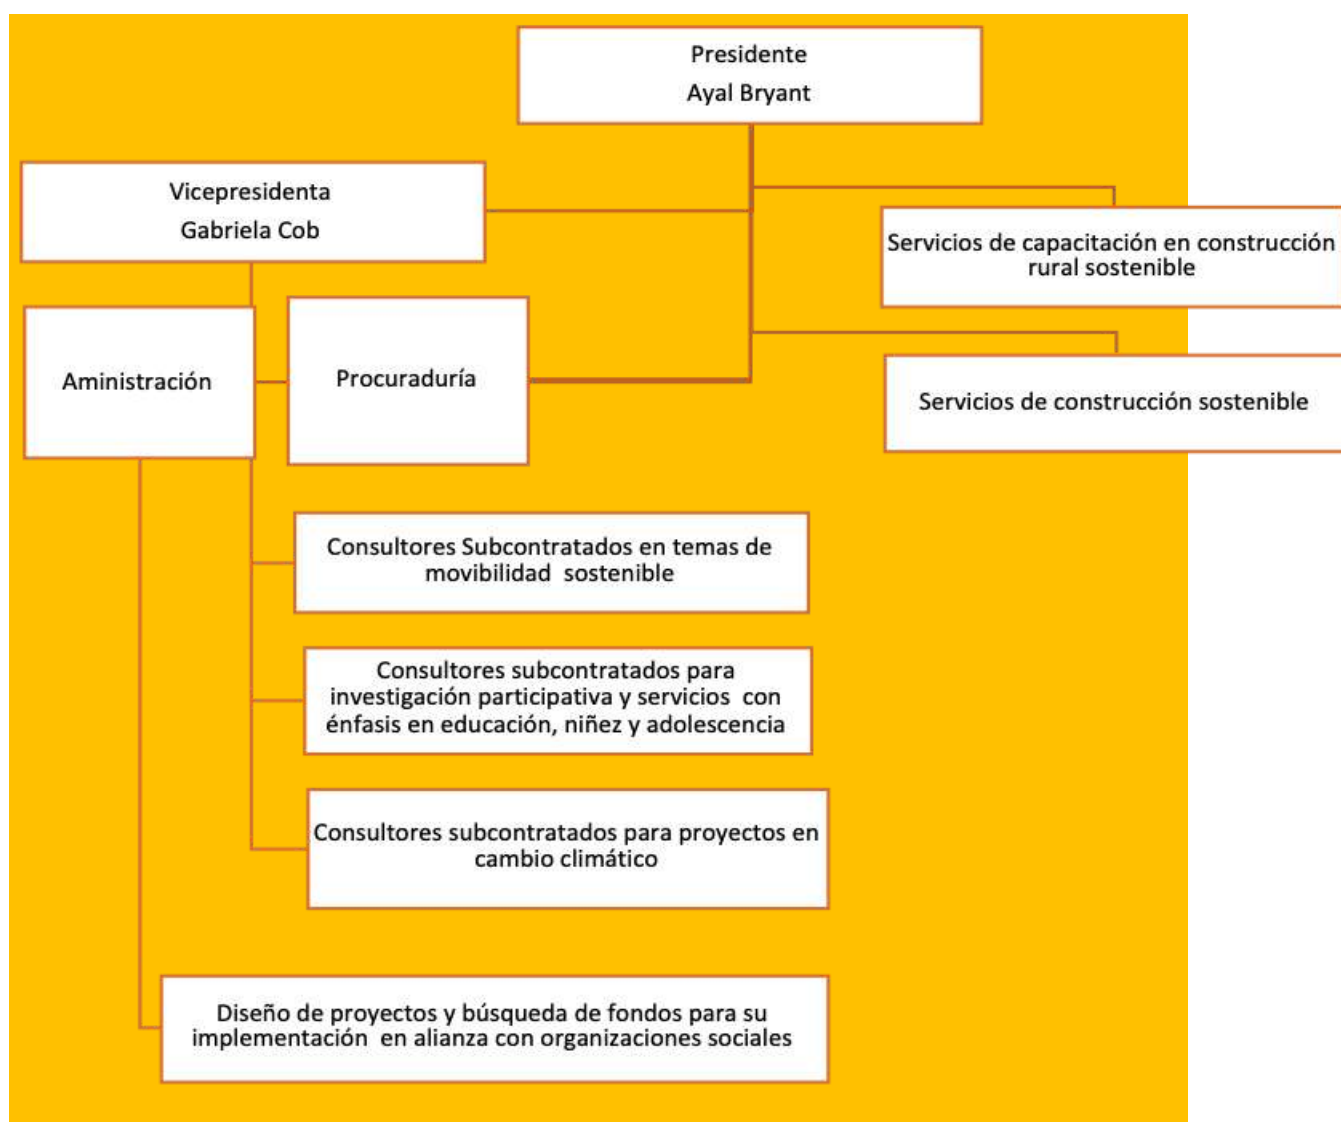 Presidente
Ayal Bryant
Vicepresidenta
Gabriela Cob
Servicios de capacitación en construcción
rural sostenible
Aministración
Procuraduría
Servicios de construcción sostenible
Consultores Subcontratados en temas de
movibilidad sostenible
Consultores subcontratados para
investigación participativa y servicios con
énfasis en educación, niñez y adolescencia
Consultores subcontratados para proyectos en
cambio climático
Diseño de proyectos y búsqueda de fondos para su
implementación en alianza con organizaciones sociales